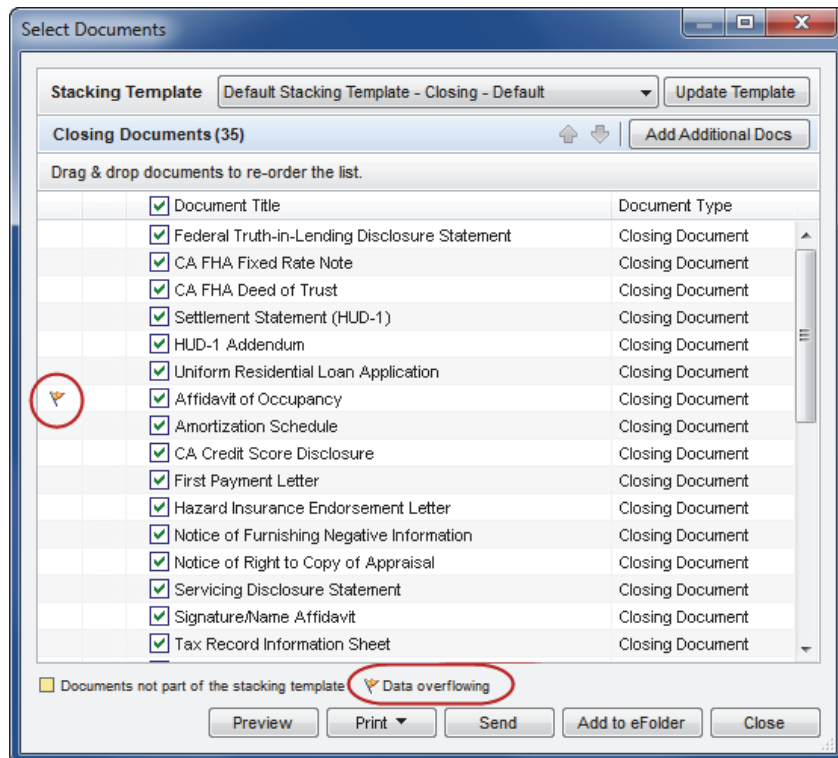 Select Documents
Stacking Template Default Stacking Template - Closing - Default Update Template
Closing Documents (35) Add Additional Docs
Drag & drop documents to re-order the list.
Document Title Document Type
Federal Truth-in-Lending Disclosure Statement Closing Document
CA FHA Fixed Rate Note Closing Document
CA FHA Deed of Trust Closing Document
Settlement Statement (HUD-1) Closing Document
HUD-1 Addendum Closing Document
Uniform Residential Loan Application Closing Document
Affidavit of Occupancy Closing Document
Amortization Schedule Closing Document
CA Credit Score Disclosure Closing Document
First Payment Letter Closing Document
Hazard Insurance Endorsement Letter Closing Document
Notice of Furnishing Negative Information Closing Document
Notice of Right to Copy of Appraisal Closing Document
Servicing Disclosure Statement Closing Document
Signature/Name Affidavit Closing Document
Tax Record Information Sheet Closing Document
Documents not part of the stacking template Data overflowing
Preview Print Send Add to eFolder Close